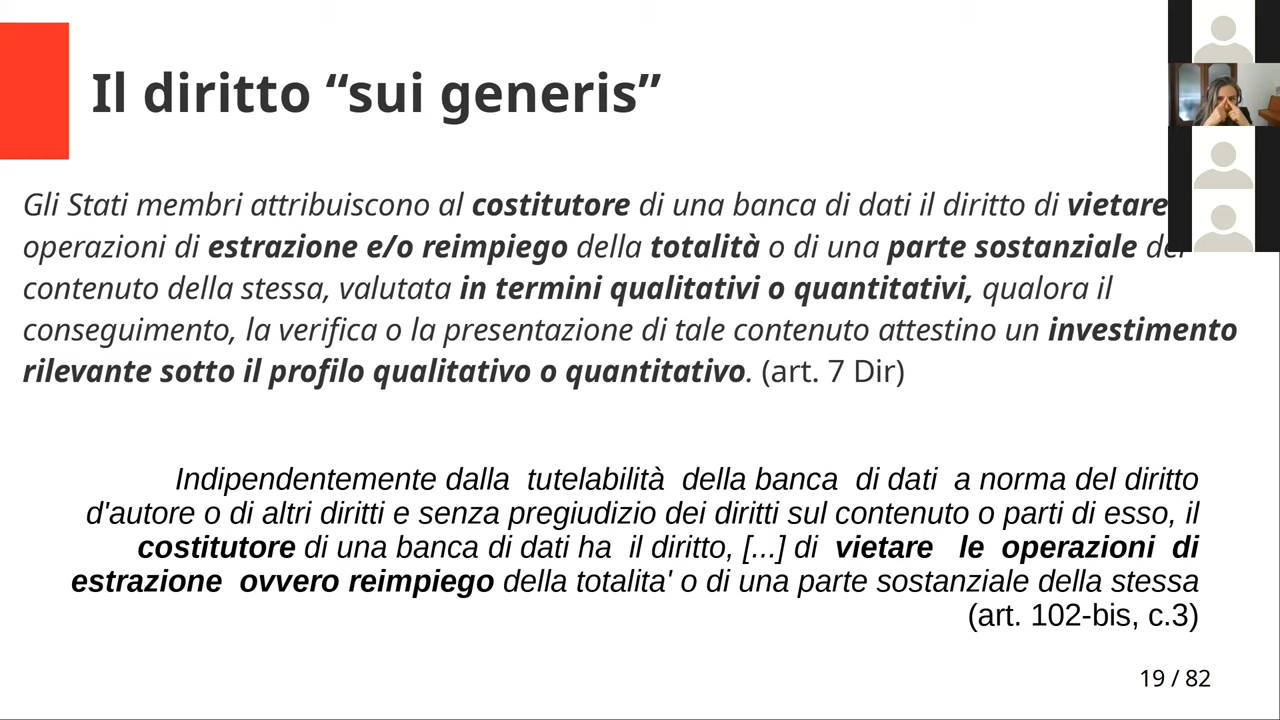 Il diritto “sui generis”
Gli Stati membri attribuiscono al costitutore di una banca di dati il diritto di vietare
operazioni di estrazione e/o reimpiego della totalità o di una parte sostanziale del
contenuto della stessa, valutata in termini qualitativi o quantitativi, qualora il
conseguimento, la verifica o la presentazione di tale contenuto attestino un investimento
rilevante sotto il profilo qualitativo o quantitativo. (art. 7 Dir)
Indipendentemente dalla tutelabilità della banca di dati a norma del diritto
d'autore o di altri diritti e senza pregiudizio dei diritti sul contenuto o parti di esso, il
costitutore di una banca di dati ha il diritto, [...] di vietare le operazioni di
estrazione ovvero reimpiego della totalita' o di una parte sostanziale della stessa
(art. 102-bis, c.3)
19 / 82